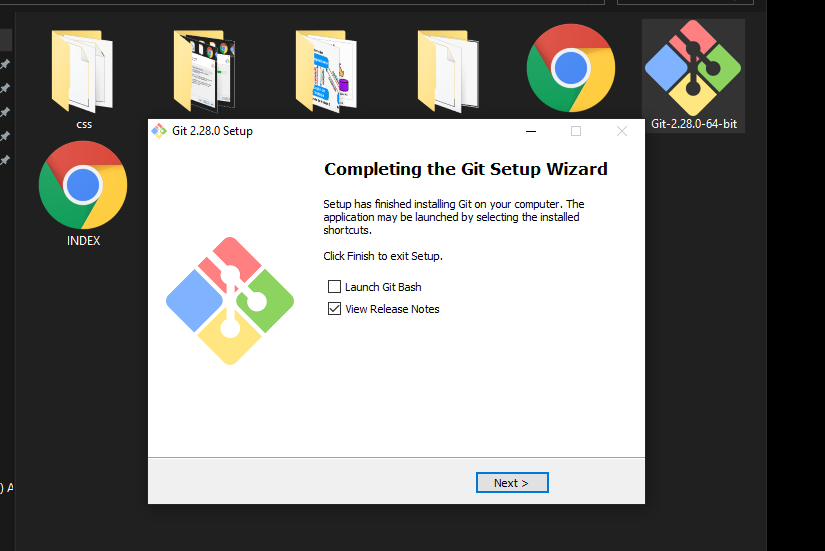 css
Git-2.28.0-64-bit
INDEX
Git 2.28.0 Setup
Completing the Git Setup Wizard
Setup has finished installing Git on your computer. The
application may be launched by selecting the installed
shortcuts.
Click Finish to exit Setup.
Launch Git Bash
View Release Notes
) A
Next >